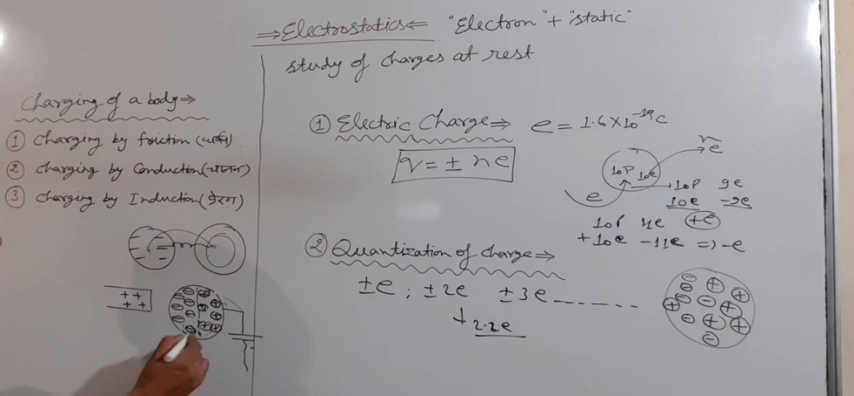 ⇒Electrostatics⇐ "Electron" + "static"
study of charges at rest
Charging of a body⇒
① Charging by friction (घर्षण)
② Charging by Conduction (चालन)
③ Charging by Induction (प्रेरण)
++
++
① Electric Charge⇒ e = 1.6×10⁻¹⁹C
q = ± ne
10P 10e
e
e
10P 9e
10e -9e
+e
10P 11e
+10e -11e ⇒ -e
② Quantization of charge⇒
±e ; ±2e ±3e ------
2.2e